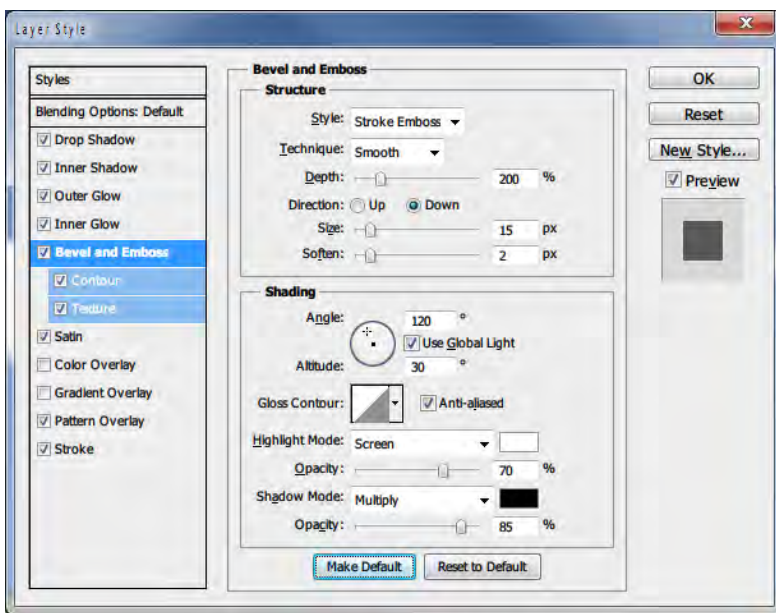 Layer Style
Styles
Blending Options: Default
Drop Shadow
Inner Shadow
Outer Glow
Inner Glow
Bevel and Emboss
Contour
Texture
Satin
Color Overlay
Gradient Overlay
Pattern Overlay
Stroke
Bevel and Emboss
Structure
Style: Stroke Emboss
Technique: Smooth
Depth: 200 %
Direction: Up Down
Size: 15 px
Soften: 2 px
Shading
Angle: 120 °
Use Global Light
Altitude: 30 °
Gloss Contour: Anti-aliased
Highlight Mode: Screen
Opacity: 70 %
Shadow Mode: Multiply
Opacity: 85 %
Make Default Reset to Default
OK
Reset
New Style...
Preview